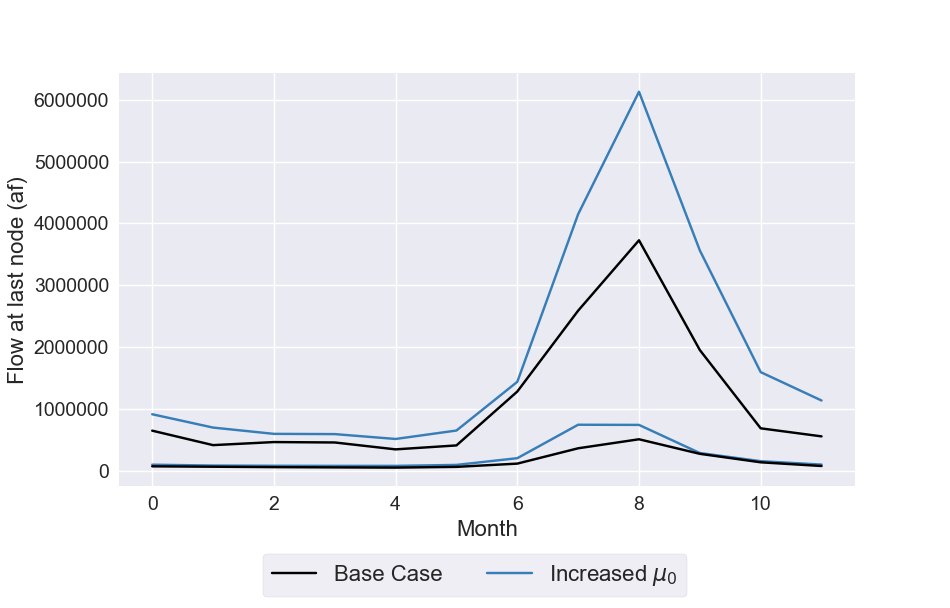 6000000
5000000
4000000
3000000
2000000
1000000
0
Flow at last node (af)
0 2 4 6 8 10
Month
Base Case Increased μ₀